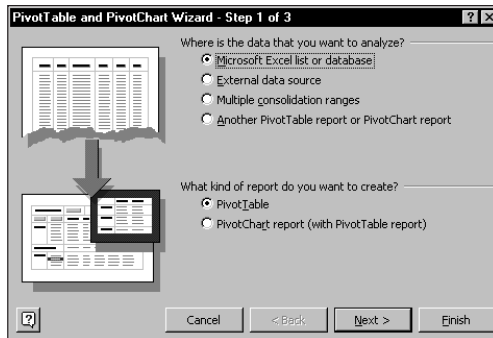 PivotTable and PivotChart Wizard - Step 1 of 3
Where is the data that you want to analyze?
Microsoft Excel list or database
External data source
Multiple consolidation ranges
Another PivotTable report or PivotChart report
What kind of report do you want to create?
PivotTable
PivotChart report (with PivotTable report)
Cancel < Back Next > Finish